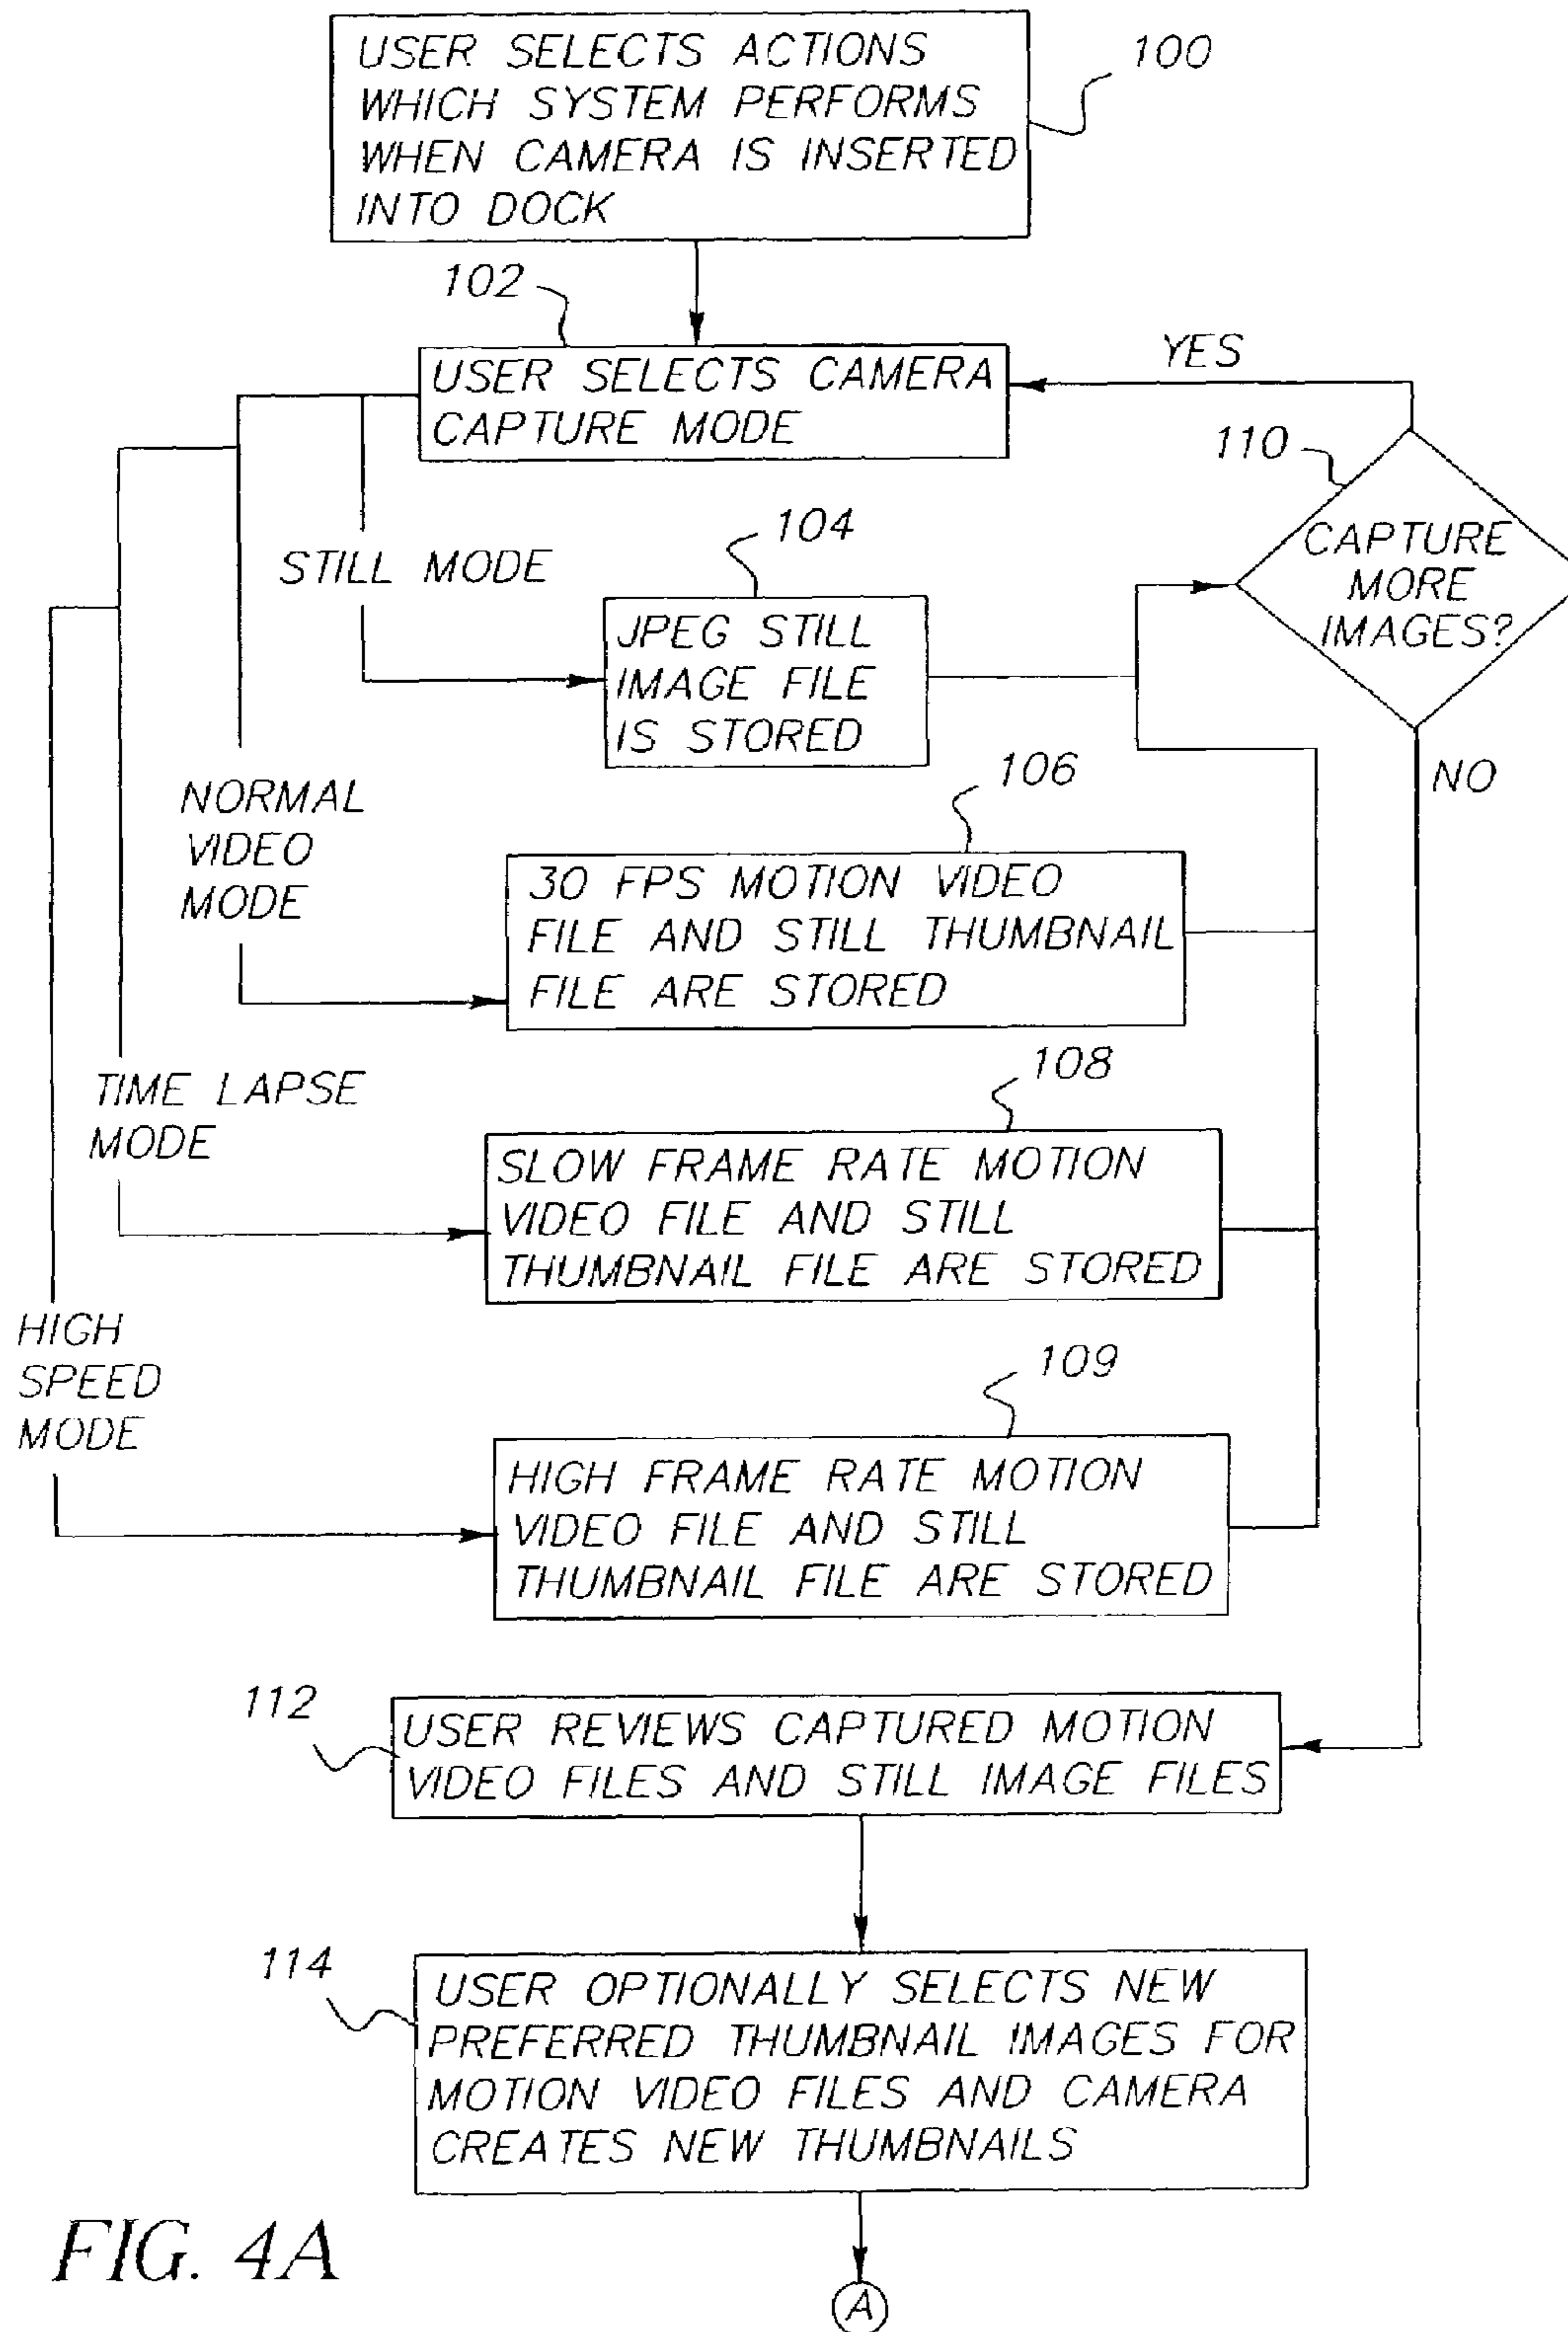 USER SELECTS ACTIONS
WHICH SYSTEM PERFORMS
WHEN CAMERA IS INSERTED
INTO DOCK
100
102
USER SELECTS CAMERA
CAPTURE MODE
YES
110
CAPTURE
MORE
IMAGES?
NO
STILL MODE
104
JPEG STILL
IMAGE FILE
IS STORED
NORMAL
VIDEO
MODE
106
30 FPS MOTION VIDEO
FILE AND STILL THUMBNAIL
FILE ARE STORED
TIME LAPSE
MODE
108
SLOW FRAME RATE MOTION
VIDEO FILE AND STILL
THUMBNAIL FILE ARE STORED
HIGH
SPEED
MODE
109
HIGH FRAME RATE MOTION
VIDEO FILE AND STILL
THUMBNAIL FILE ARE STORED
112
USER REVIEWS CAPTURED MOTION
VIDEO FILES AND STILL IMAGE FILES
114
USER OPTIONALLY SELECTS NEW
PREFERRED THUMBNAIL IMAGES FOR
MOTION VIDEO FILES AND CAMERA
CREATES NEW THUMBNAILS
FIG. 4A
A